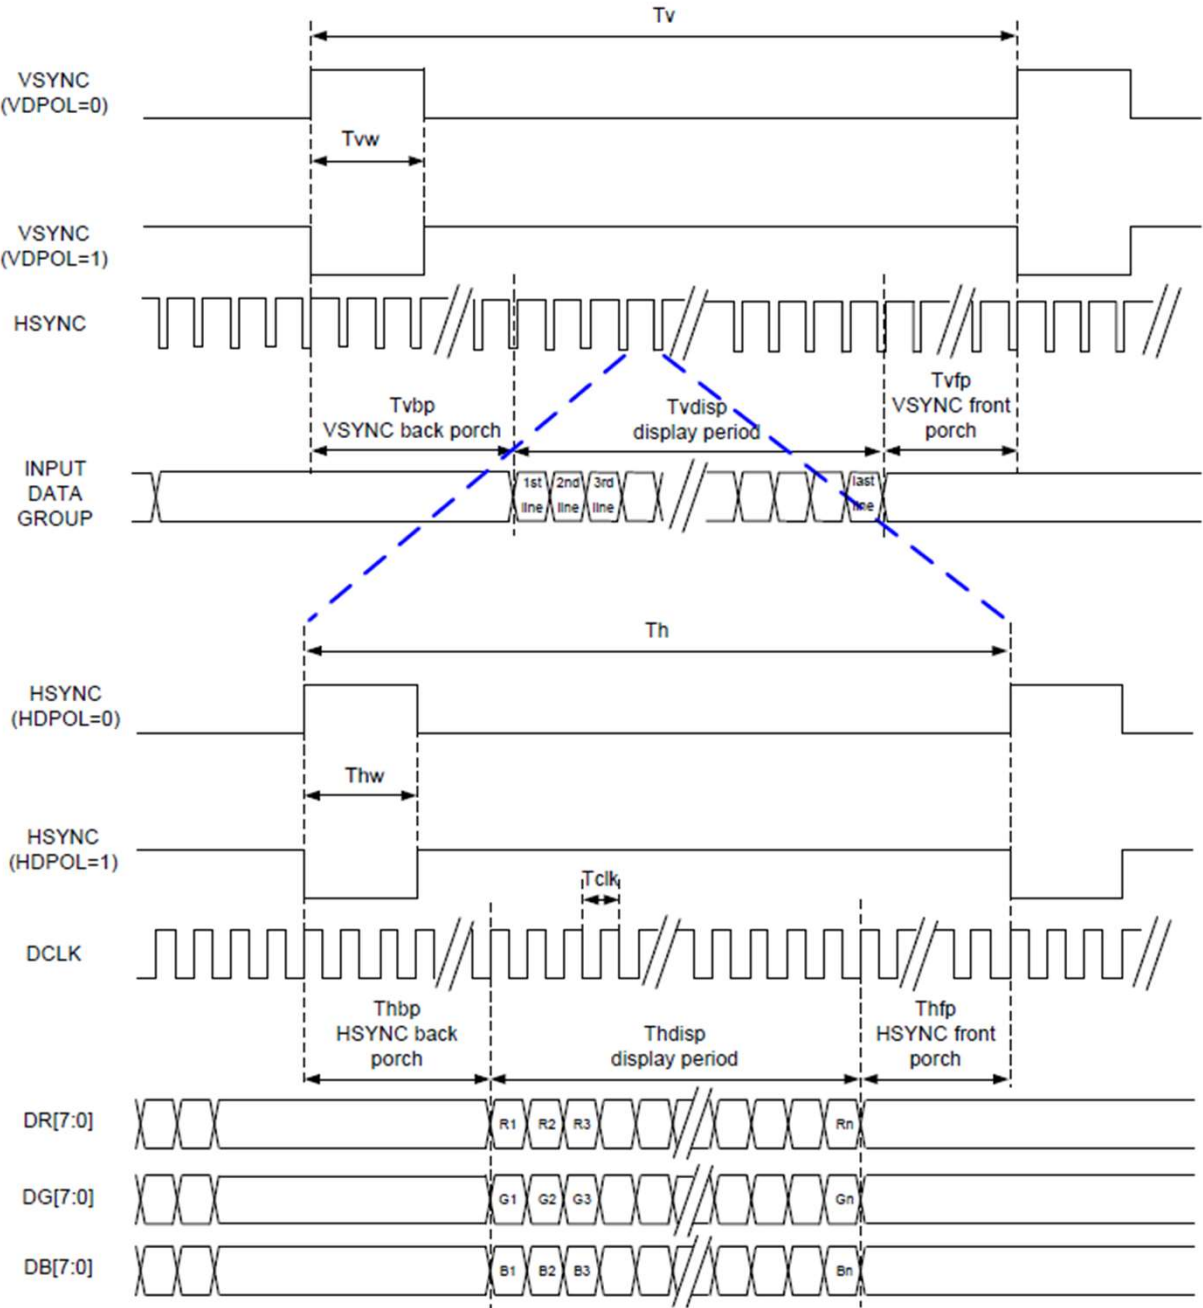 Tv
VSYNC
(VDPOL=0)
Tvw
VSYNC
(VDPOL=1)
HSYNC
Tvbp
VSYNC back porch
Tvdisp
display period
Tvfp
VSYNC front
porch
INPUT
DATA
GROUP
1st
line
2nd
line
3rd
line
last
line
Th
HSYNC
(HDPOL=0)
Thw
HSYNC
(HDPOL=1)
Tclk
DCLK
Thbp
HSYNC back
porch
Thdisp
display period
Thfp
HSYNC front
porch
DR[7:0]
R1 R2 R3 Rn
DG[7:0]
G1 G2 G3 Gn
DB[7:0]
B1 B2 B3 Bn